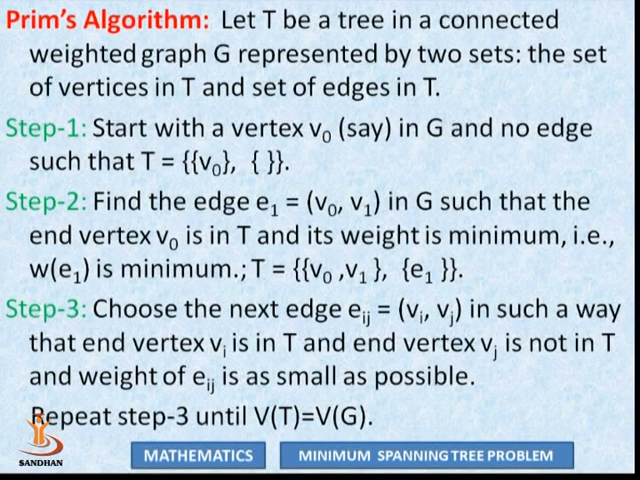 Prim's Algorithm: Let T be a tree in a connected
weighted graph G represented by two sets: the set
of vertices in T and set of edges in T.
Step-1: Start with a vertex v₀ (say) in G and no edge
such that T = {{v₀}, { }}.
Step-2: Find the edge e₁ = (v₀, v₁) in G such that the
end vertex v₀ is in T and its weight is minimum, i.e.,
w(e₁) is minimum.; T = {{v₀ ,v₁ }, {e₁ }}.
Step-3: Choose the next edge eᵢⱼ = (vᵢ, vⱼ) in such a way
that end vertex vᵢ is in T and end vertex vⱼ is not in T
and weight of eᵢⱼ is as small as possible.
Repeat step-3 until V(T)=V(G).
SANDHAN
MATHEMATICS
MINIMUM SPANNING TREE PROBLEM